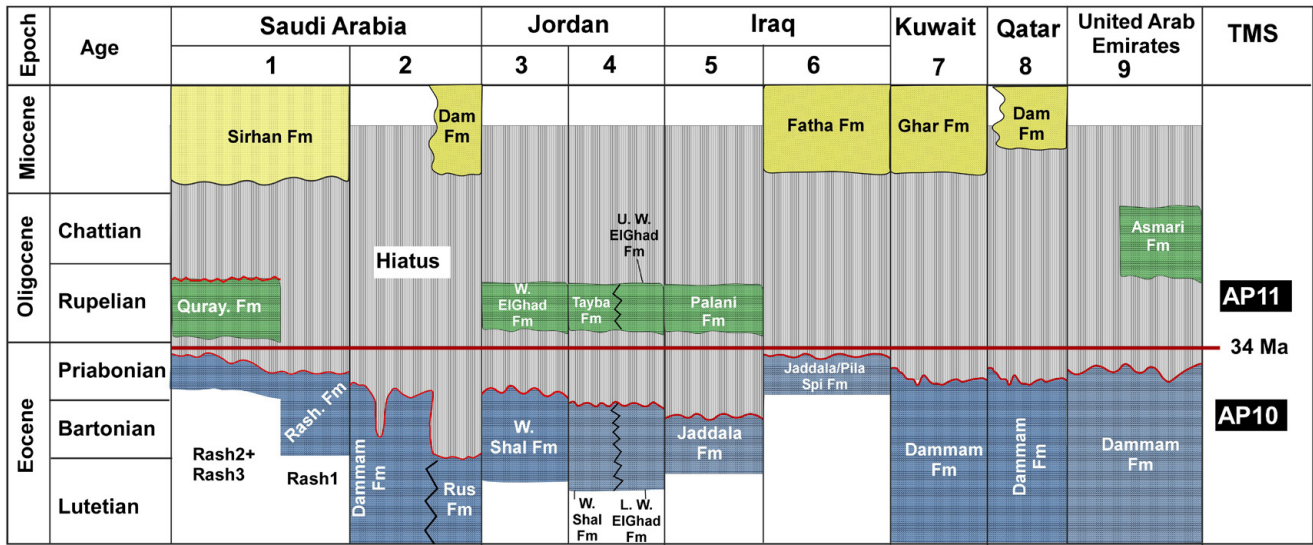 Epoch
Age
Saudi Arabia
Jordan
Iraq
Kuwait
Qatar
United Arab
Emirates
TMS
1
2
3
4
5
6
7
8
9
Miocene
Sirhan Fm
Dam
Fm
Fatha Fm
Ghar Fm
Dam
Fm
Oligocene
Chattian
U. W.
ElGhad
Fm
Asmari
Fm
Hiatus
Rupelian
Quray. Fm
W.
ElGhad
Fm
Tayba
Fm
Palani
Fm
AP11
34 Ma
Eocene
Priabonian
Jaddala/Pila
Spi Fm
Rash. Fm
Bartonian
AP10
W.
Shal Fm
Jaddala
Fm
Rash2+
Rash3
Rash1
Dammam
Fm
Rus
Fm
Dammam
Fm
Dammam
Fm
Dammam
Fm
Lutetian
W.
Shal
Fm
L. W.
ElGhad
Fm